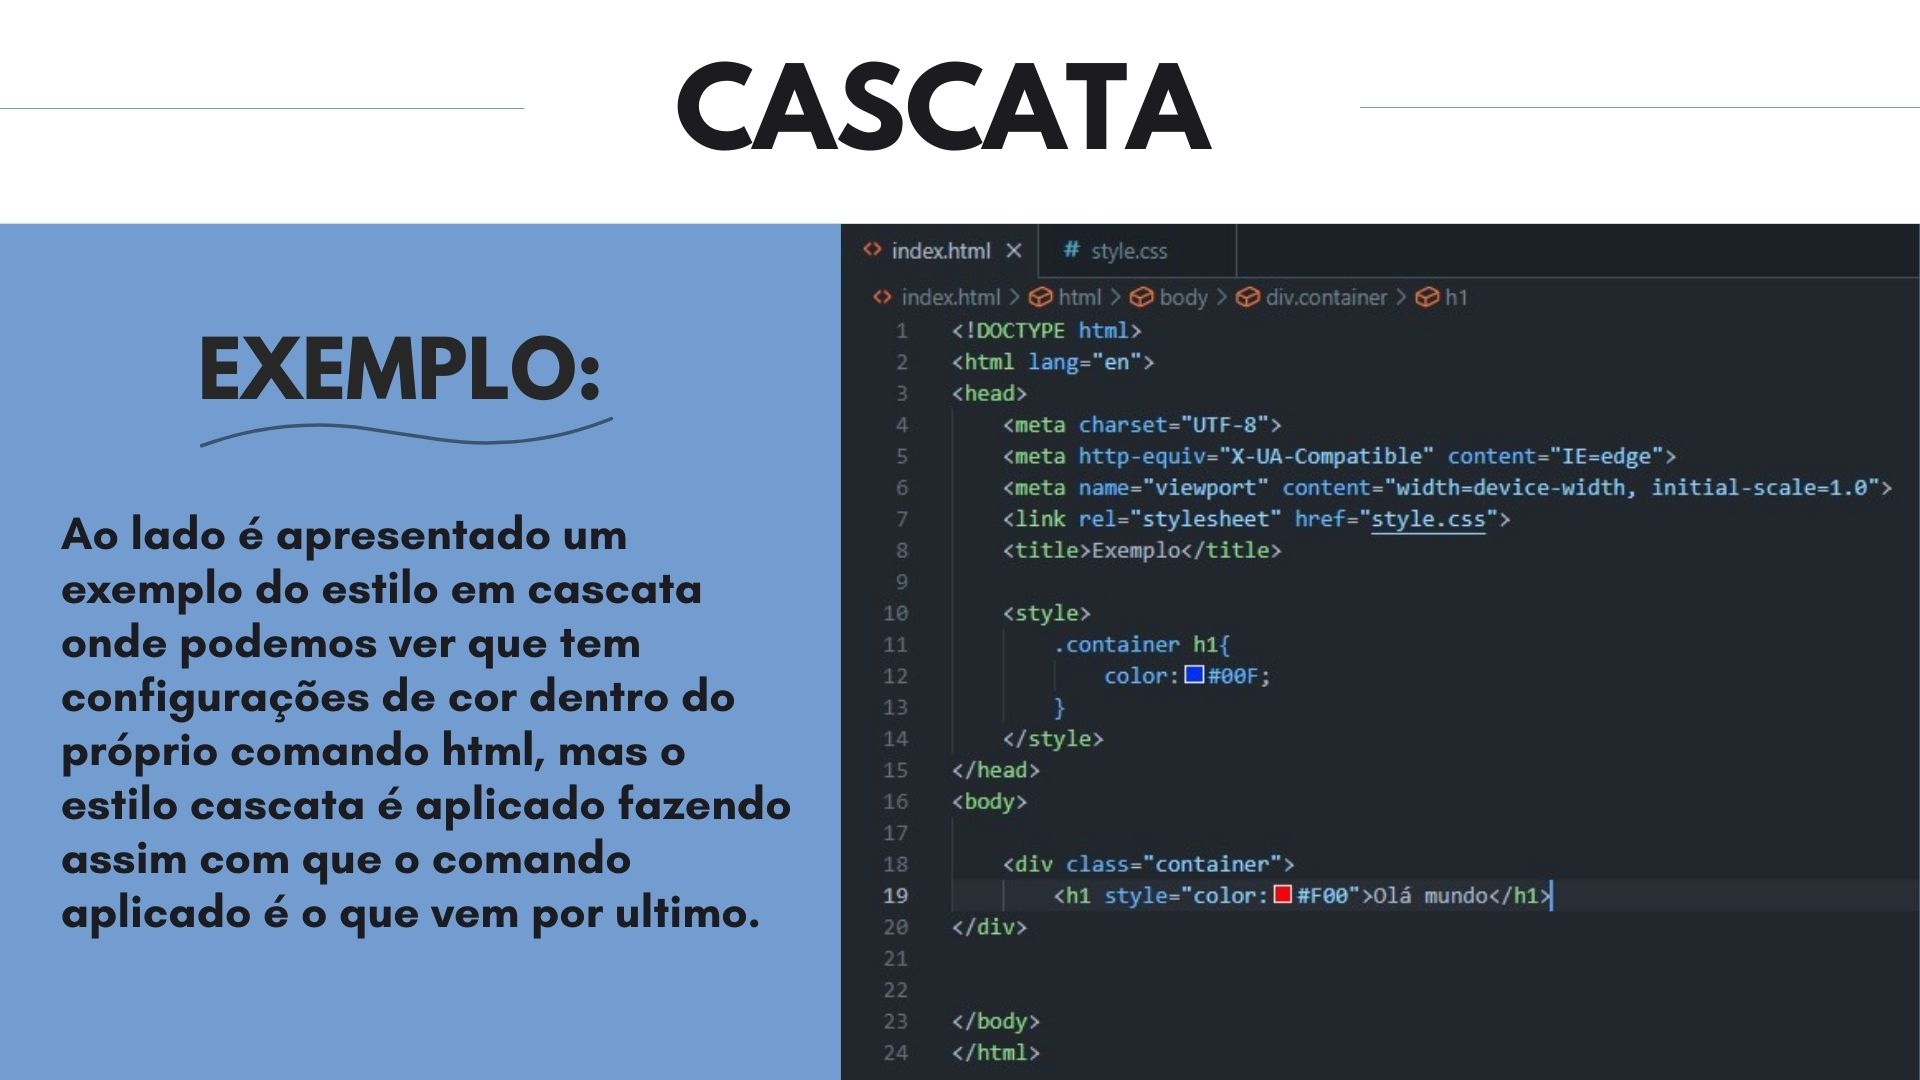 CASCATA
EXEMPLO:
Ao lado é apresentado um
exemplo do estilo em cascata
onde podemos ver que tem
configurações de cor dentro do
próprio comando html, mas o
estilo cascata é aplicado fazendo
assim com que o comando
aplicado é o que vem por ultimo.
index.html style.css
index.html > html > body > div.container > h1
1 <!DOCTYPE html>
2 <html lang="en">
3 <head>
4 <meta charset="UTF-8">
5 <meta http-equiv="X-UA-Compatible" content="IE=edge">
6 <meta name="viewport" content="width=device-width, initial-scale=1.0">
7 <link rel="stylesheet" href="style.css">
8 <title>Exemplo</title>
9
10 <style>
11 .container h1{
12 color:#00F;
13 }
14 </style>
15 </head>
16 <body>
17
18 <div class="container">
19 <h1 style="color:#F00">Olá mundo</h1>
20 </div>
21
22
23 </body>
24 </html>